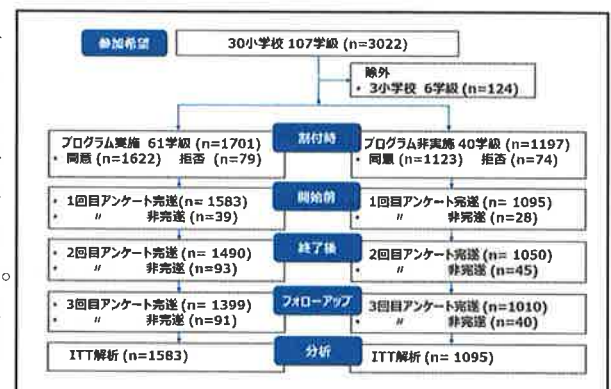 参加希望
30小学校 107学級 (n=3022)
除外
・ 3小学校 6学級 (n=124)
プログラム実施 61学級 (n=1701)
・ 同意 (n=1622) 拒否 (n=79)
割付時
プログラム非実施 40学級 (n=1197)
・ 同意 (n=1123) 拒否 (n=74)
・ 1回目アンケート完遂(n= 1583)
・ 〃 非完遂(n=39)
開始前
・ 1回目アンケート完遂(n= 1095)
・ 〃 非完遂(n=28)
・ 2回目アンケート完遂(n= 1490)
・ 〃 非完遂(n=93)
終了後
・ 2回目アンケート完遂(n= 1050)
・ 〃 非完遂(n=45)
・ 3回目アンケート完遂(n= 1399)
・ 〃 非完遂(n=91)
フォローアップ
・ 3回目アンケート完遂(n=1010)
・ 〃 非完遂(n=40)
ITT解析 (n=1583)
分析
ITT解析 (n= 1095)